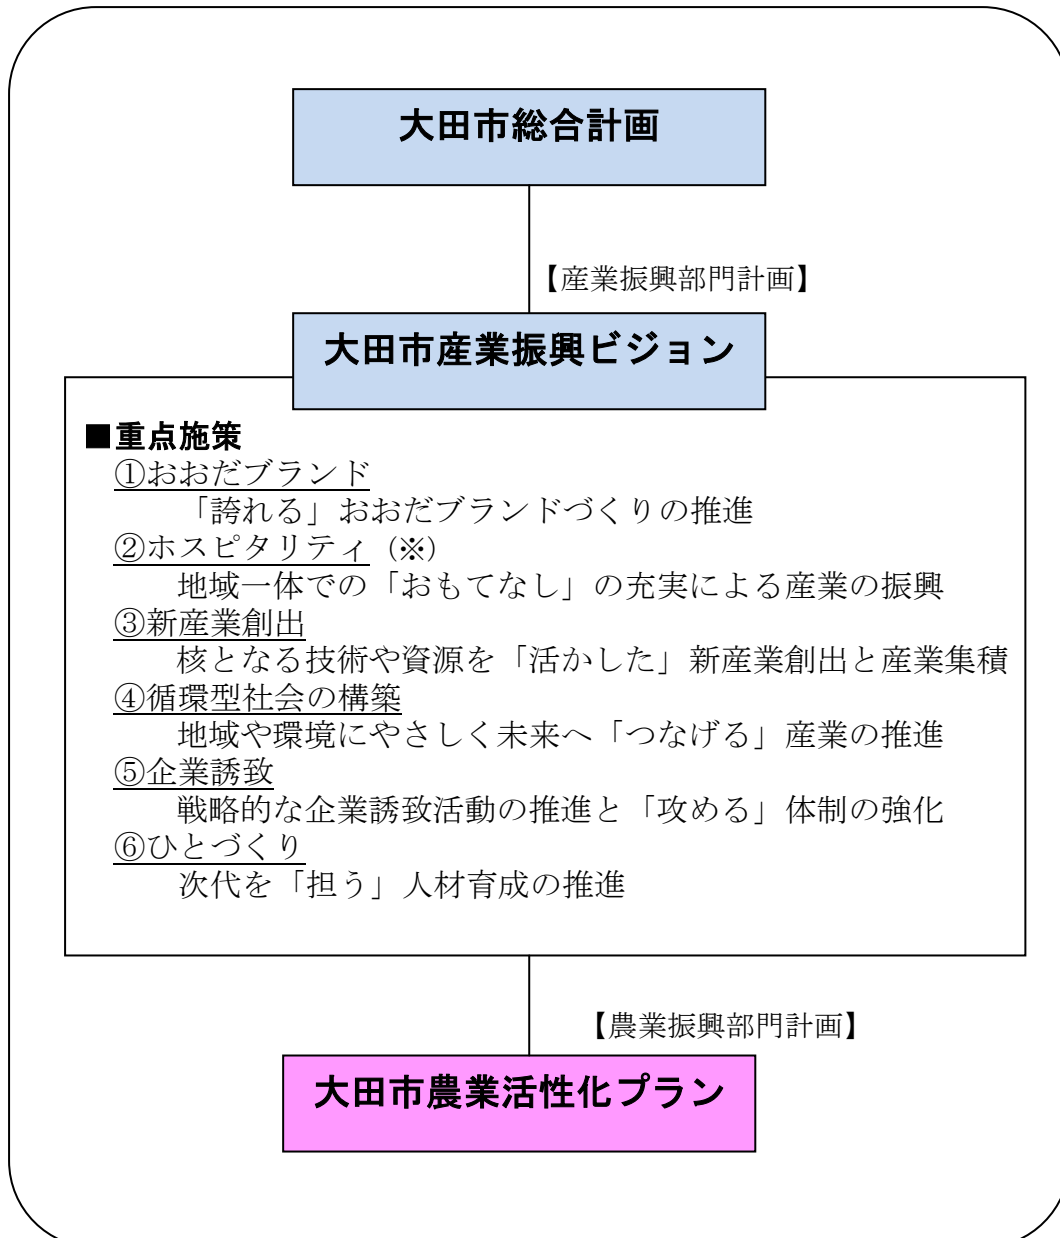 大田市総合計画
【産業振興部門計画】
大田市産業振興ビジョン
■重点施策
①おおだブランド
「誇れる」おおだブランドづくりの推進
②ホスピタリティ（※）
地域一体での「おもてなし」の充実による産業の振興
③新産業創出
核となる技術や資源を「活かした」新産業創出と産業集積
④循環型社会の構築
地域や環境にやさしく未来へ「つなげる」産業の推進
⑤企業誘致
戦略的な企業誘致活動の推進と「攻める」体制の強化
⑥ひとづくり
次代を「担う」人材育成の推進
【農業振興部門計画】
大田市農業活性化プラン